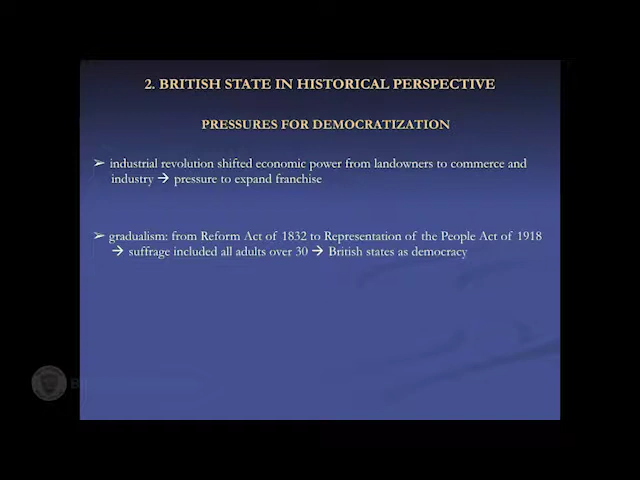 2. BRITISH STATE IN HISTORICAL PERSPECTIVE
PRESSURES FOR DEMOCRATIZATION
➢ industrial revolution shifted economic power from landowners to commerce and
industry → pressure to expand franchise
➢ gradualism: from Reform Act of 1832 to Representation of the People Act of 1918
→ suffrage included all adults over 30 → British states as democracy